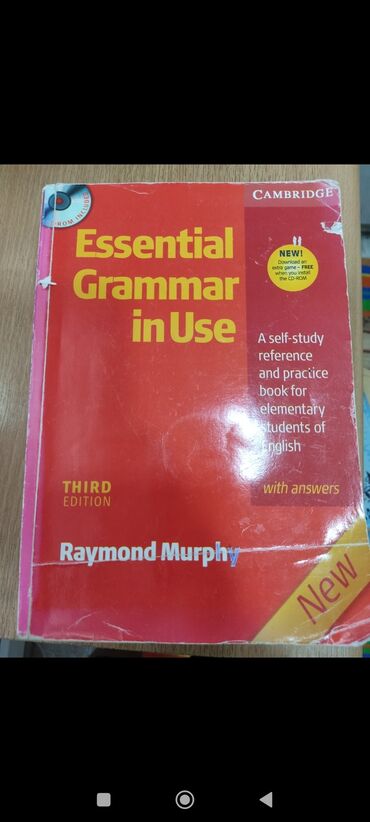 -ROM INCLUDED
CAMBRIDGE
Essential
Grammar
in Use
NEW!
Download an
extra game – FREE
when you install
the CD-ROM
A self-study
reference
and practice
book for
elementary
students of
English
with answers
THIRD
EDITION
Raymond Murphy
New